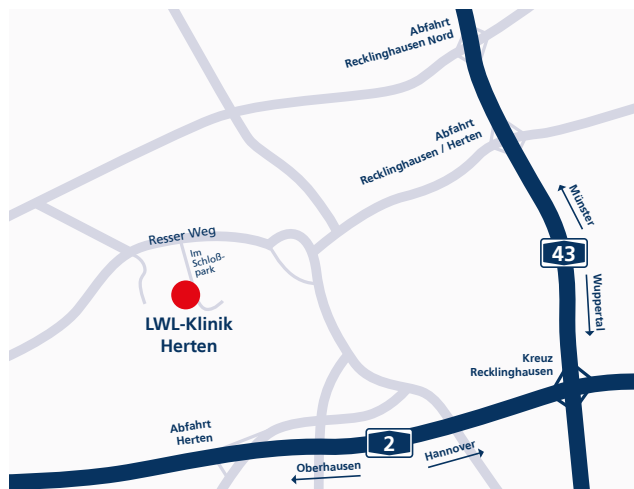 Abfahrt
Recklinghausen Nord
Abfahrt
Recklinghausen / Herten
Münster
Resser Weg
43
Im
Schloß-
park
Wuppertal
LWL-Klinik
Herten
Kreuz
Recklinghausen
Abfahrt
Herten
2
Hannover
Oberhausen